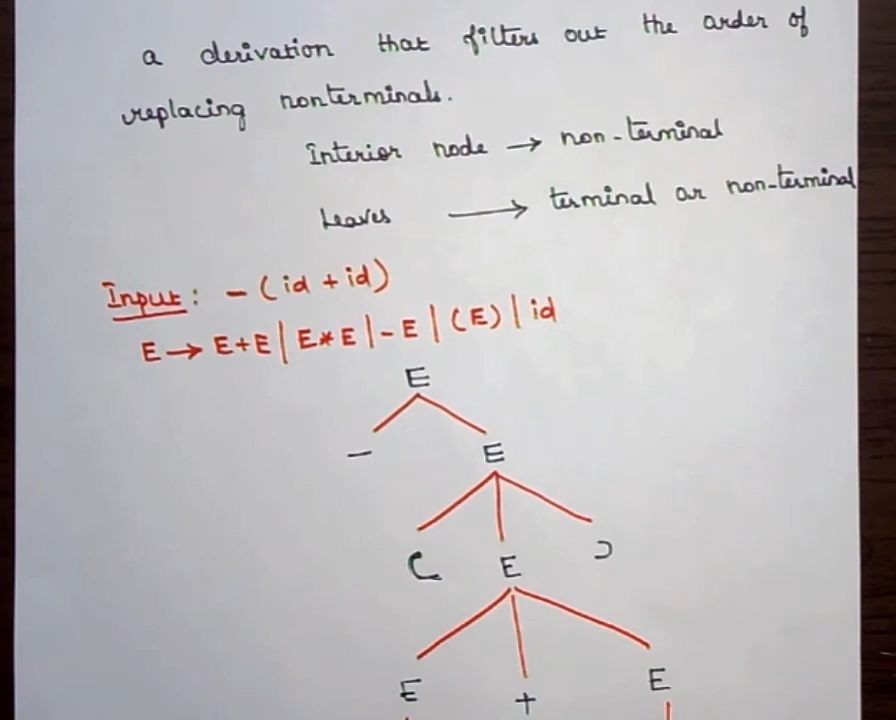 a derivation that filters out the order of
replacing nonterminals.
Interior node → non-terminal
Leaves → terminal or non-terminal
Input: - (id + id)
E → E+E | E*E | -E | (E) | id
E
- E
( E )
E + E